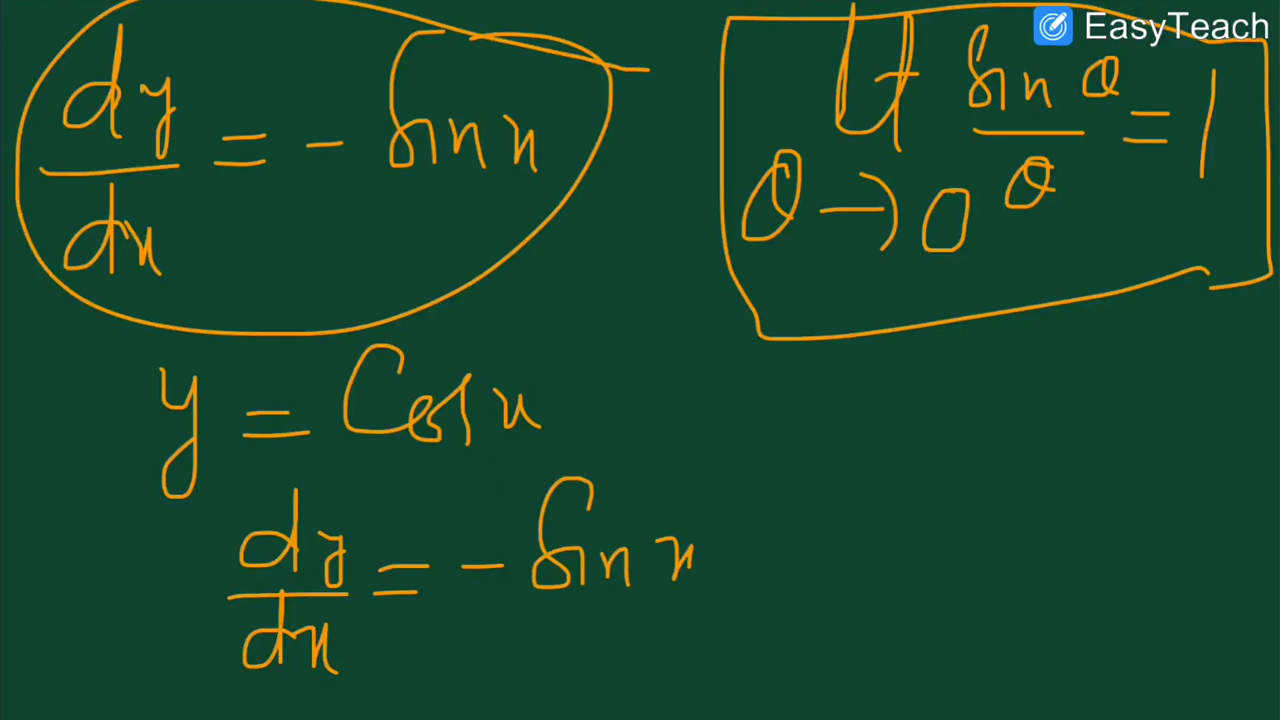 EasyTeach
dy/dx = - Sin x
Lt θ→0 Sin θ/θ = 1
y = Cos x
dy/dx = - Sin x